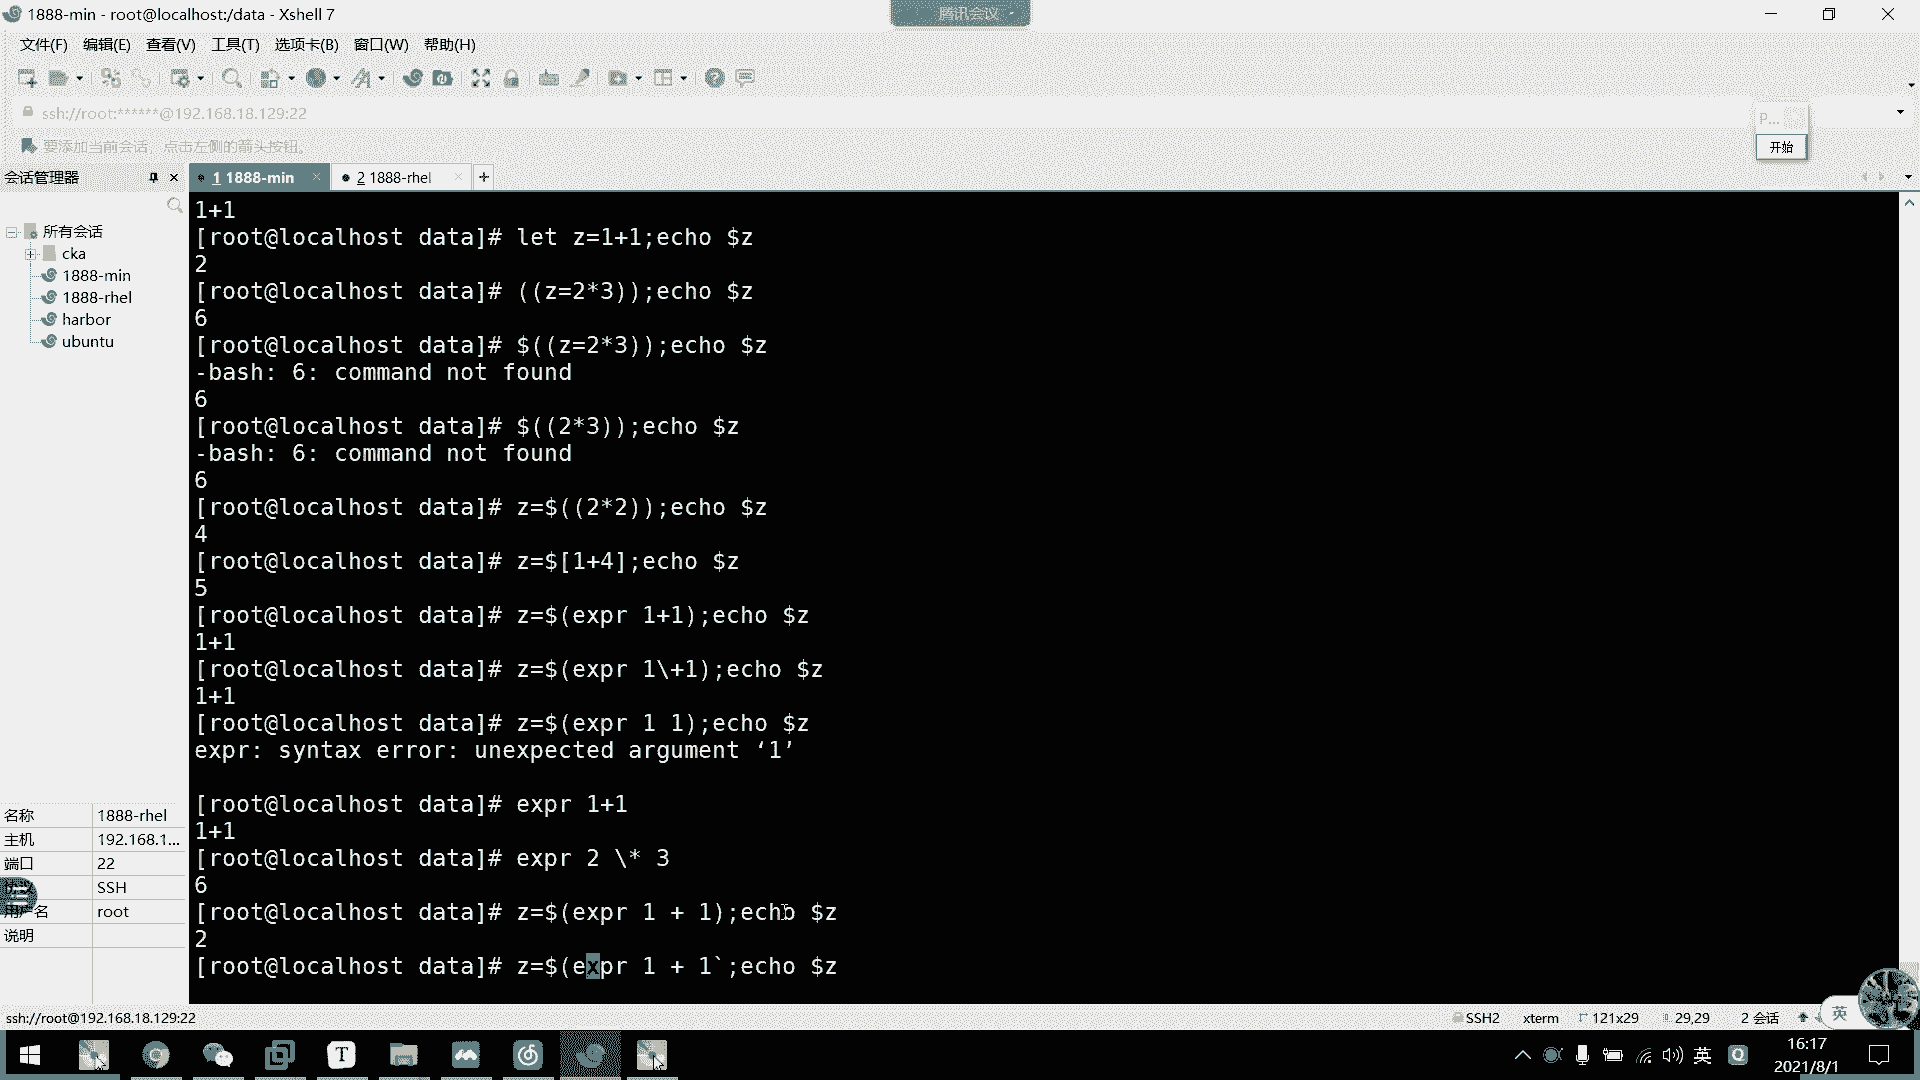 1888-min - root@localhost:/data - Xshell 7
腾讯会议
文件(F) 编辑(E) 查看(V) 工具(T) 选项卡(B) 窗口(W) 帮助(H)
ssh://root:******@192.168.18.129:22
P...
要添加当前会话，点击左侧的箭头按钮。
开始
会话管理器
1 1888-min
2 1888-rhel
所有会话
cka
1888-min
1888-rhel
harbor
ubuntu
1+1
[root@localhost data]# let z=1+1;echo $z
2
[root@localhost data]# ((z=2*3));echo $z
6
[root@localhost data]# $((z=2*3));echo $z
-bash: 6: command not found
6
[root@localhost data]# $((2*3));echo $z
-bash: 6: command not found
6
[root@localhost data]# z=$((2*2));echo $z
4
[root@localhost data]# z=$[1+4];echo $z
5
[root@localhost data]# z=$(expr 1+1);echo $z
1+1
[root@localhost data]# z=$(expr 1\+1);echo $z
1+1
[root@localhost data]# z=$(expr 1 1);echo $z
expr: syntax error: unexpected argument ‘1’
[root@localhost data]# expr 1+1
1+1
[root@localhost data]# expr 2 \* 3
6
[root@localhost data]# z=$(expr 1 + 1);echo $z
2
[root@localhost data]# z=$(expr 1 + 1`;echo $z
名称 1888-rhel
主机 192.168.1...
端口 22
SSH
root
说明
ssh://root@192.168.18.129:22
SSH2 xterm 121x29 29,29 2 会话
英
英
16:17
2021/8/1